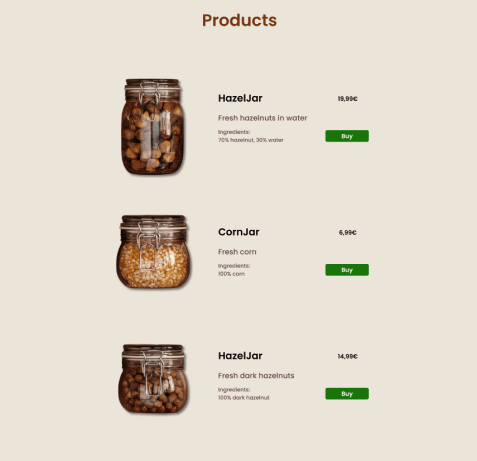 Products
HazelJar
19,99€
Fresh hazelnuts in water
Ingredients:
70% hazelnut, 30% water
Buy
CornJar
6,99€
Fresh corn
Ingredients:
100% corn
Buy
HazelJar
14,99€
Fresh dark hazelnuts
Ingredients:
100% dark hazelnut
Buy